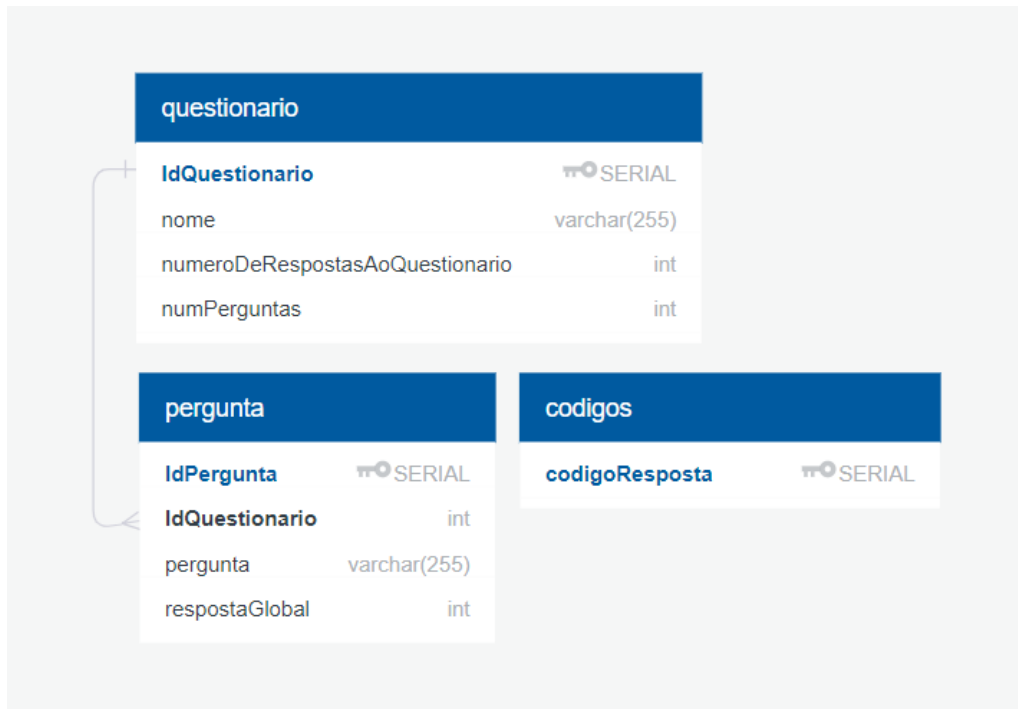 questionario
IdQuestionario SERIAL
nome varchar(255)
numeroDeRespostasAoQuestionario int
numPerguntas int
pergunta
IdPergunta SERIAL
IdQuestionario int
pergunta varchar(255)
respostaGlobal int
codigos
codigoResposta SERIAL